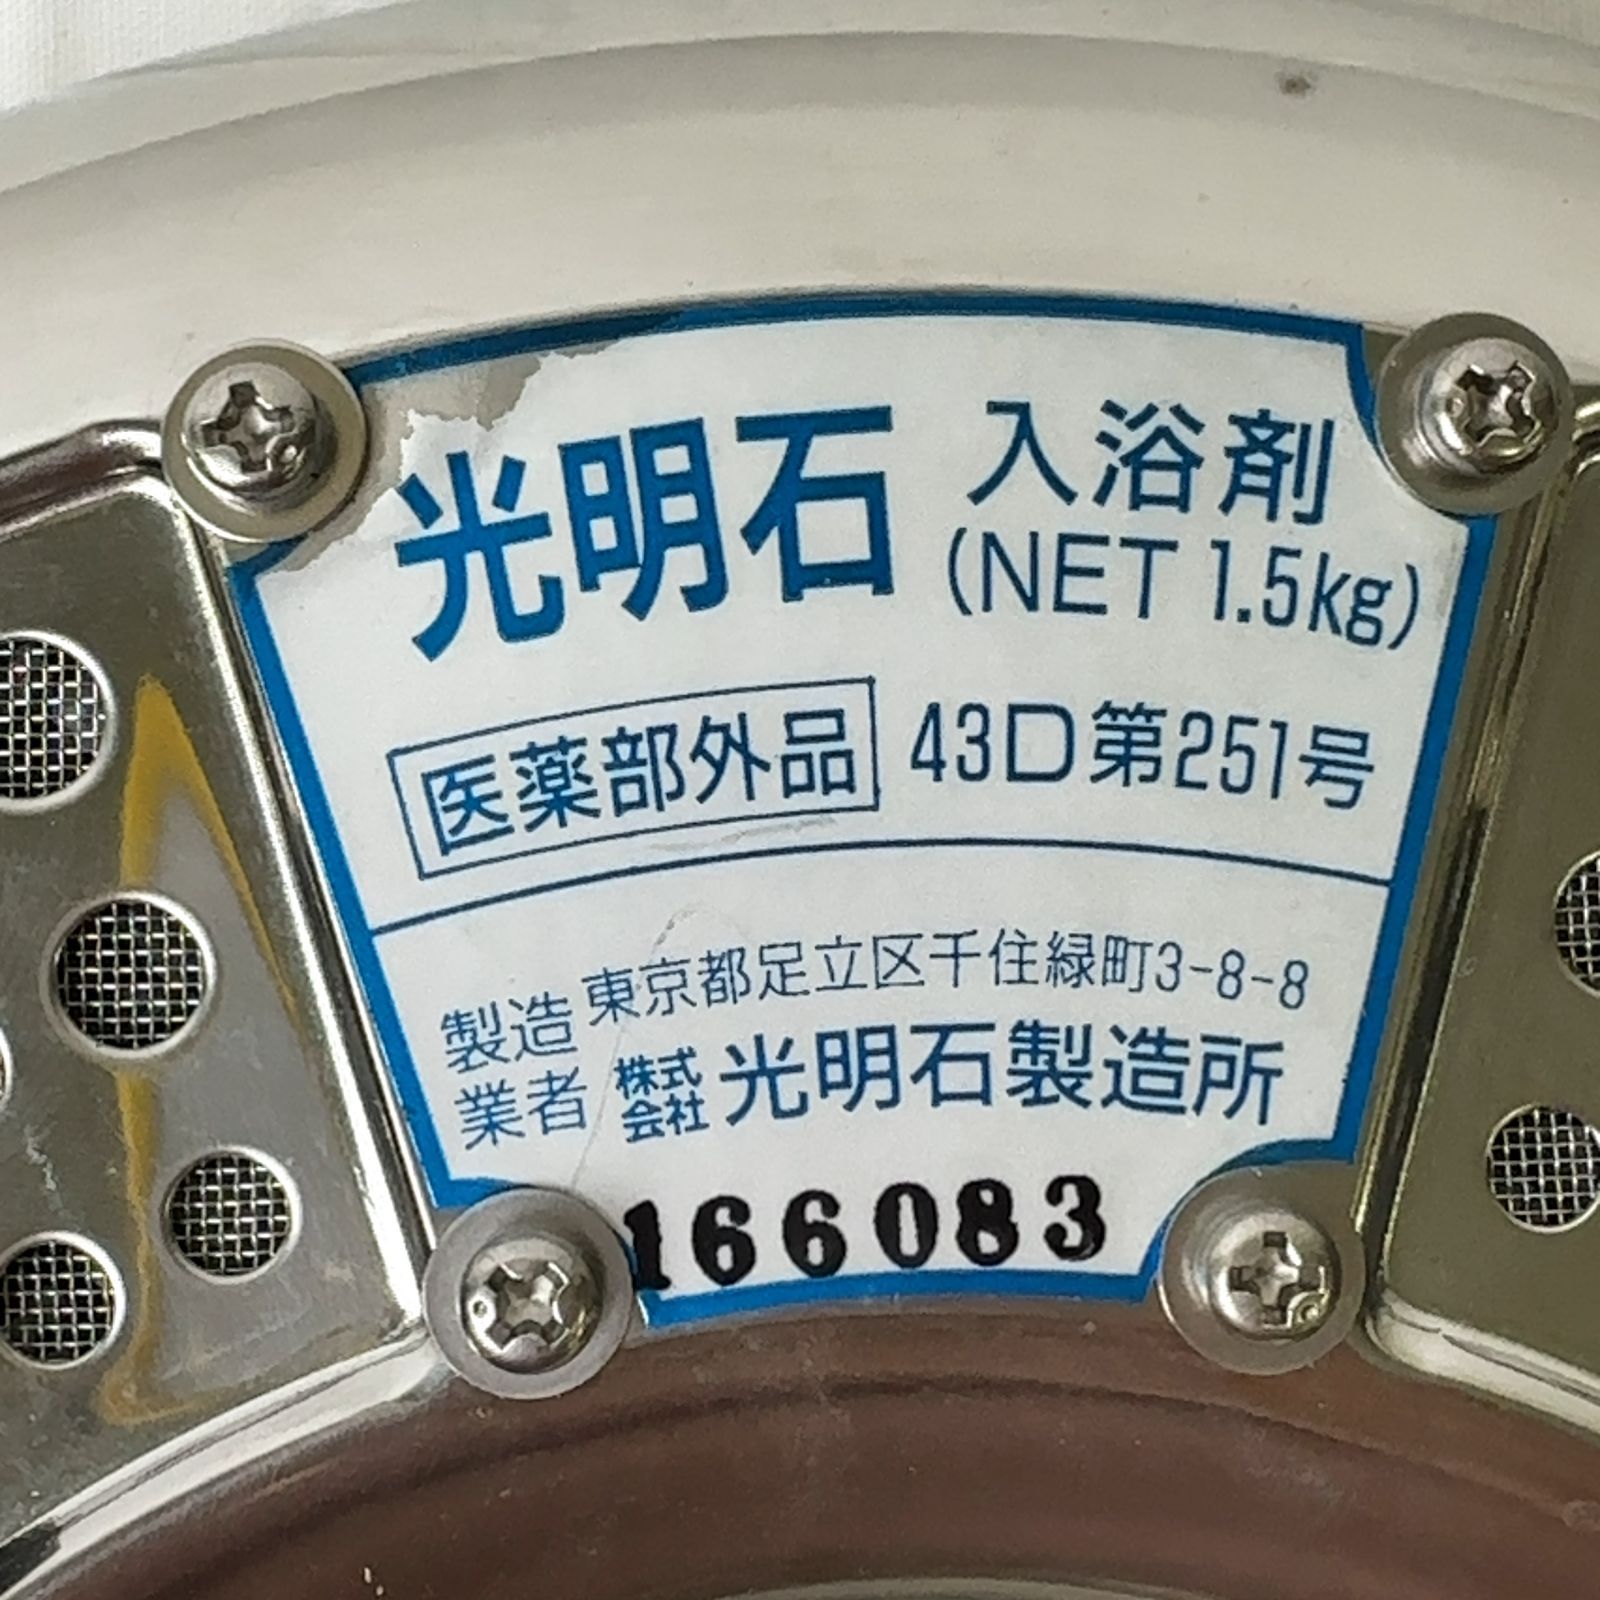 光明石 入浴剤
(NET 1.5kg)
医薬部外品 43D第251号
製造業者
東京都足立区千住緑町3-8-8
株式会社 光明石製造所
166083